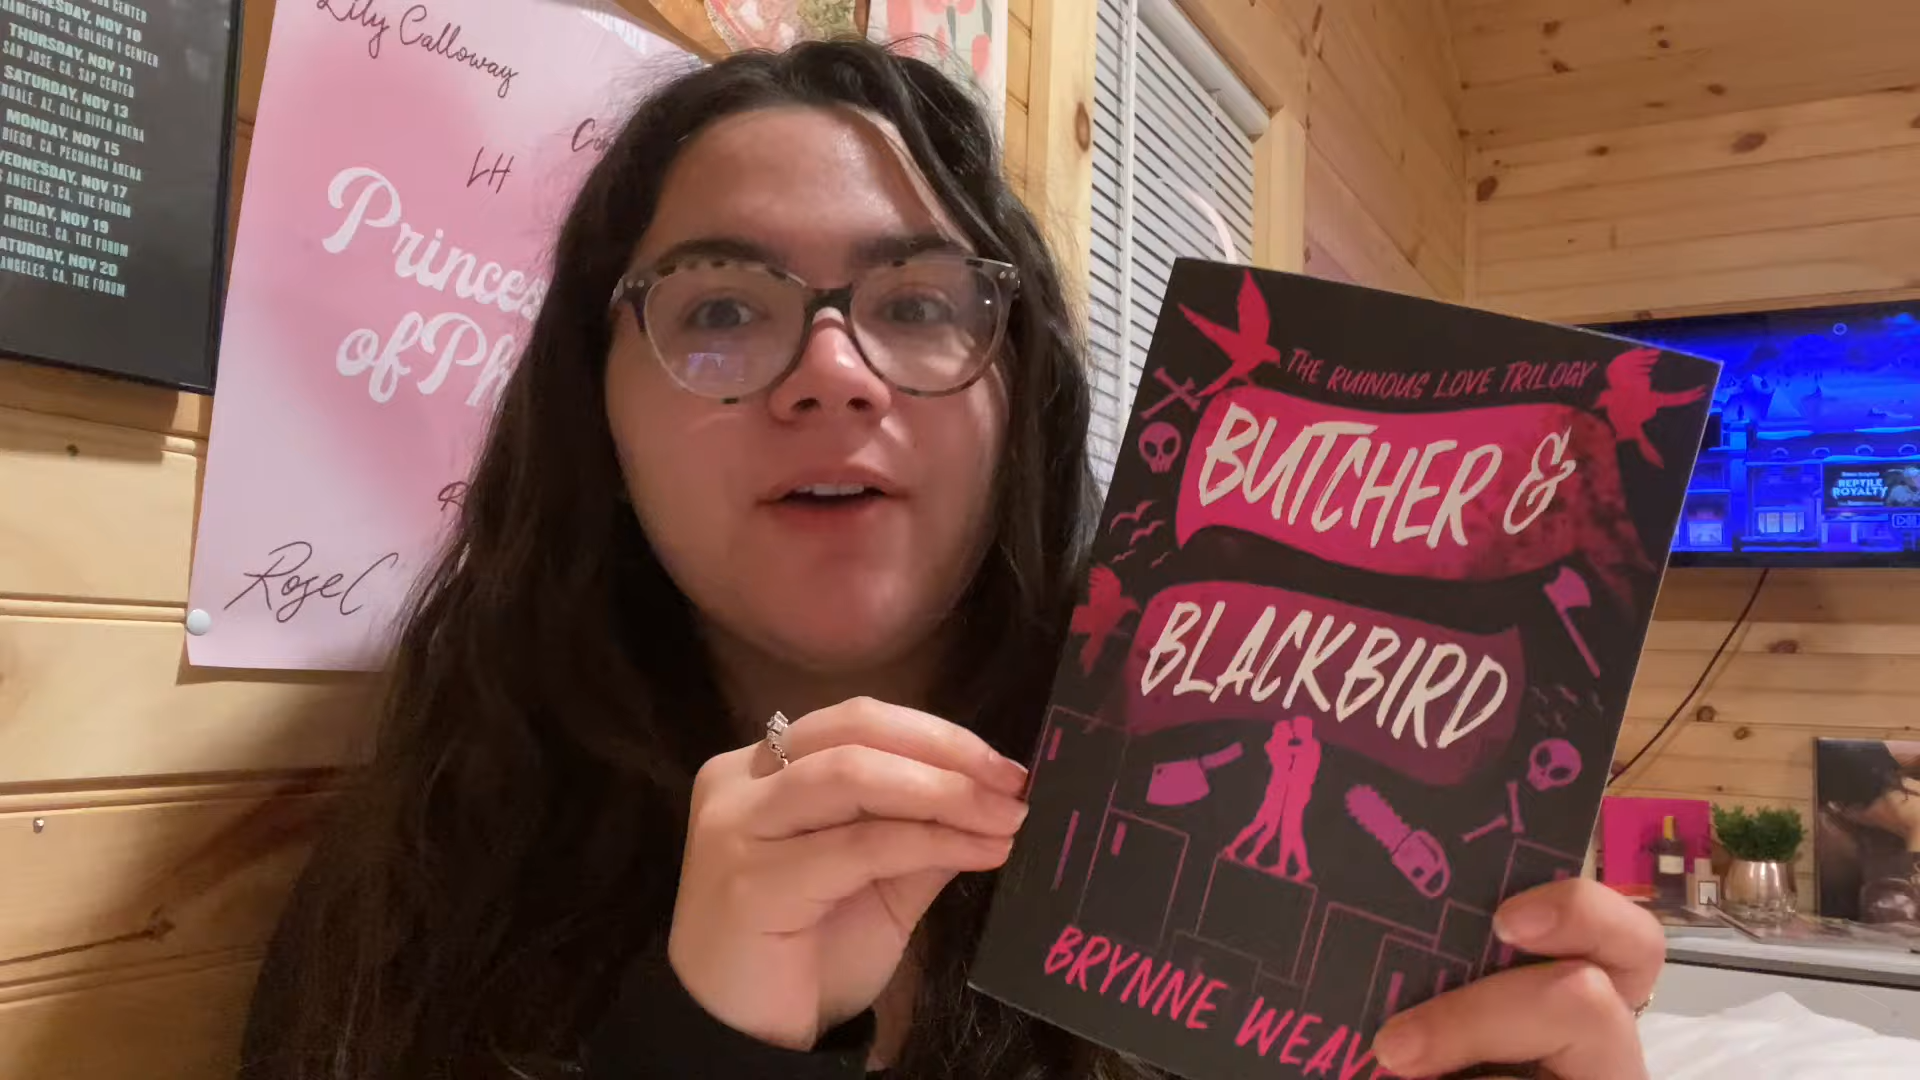 NESDAY, NOV 10
RAMENTO, CA, GOLDEN 1 CENTER
THURSDAY, NOV 11
SAN JOSE, CA, SAP CENTER
SATURDAY, NOV 13
NDALE, AZ, GILA RIVER ARENA
MONDAY, NOV 15
DIEGO, CA, PECHANGA ARENA
WEDNESDAY, NOV 17
ANGELES, CA, THE FORUM
FRIDAY, NOV 19
ANGELES, CA, THE FORUM
SATURDAY, NOV 20
ANGELES, CA, THE FORUM
Lily Calloway
LH
Princes
of Ph
Rose C
THE RUINOUS LOVE TRILOGY
BUTCHER &
BLACKBIRD
BRYNNE WEAV
REPTILE
ROYALTY